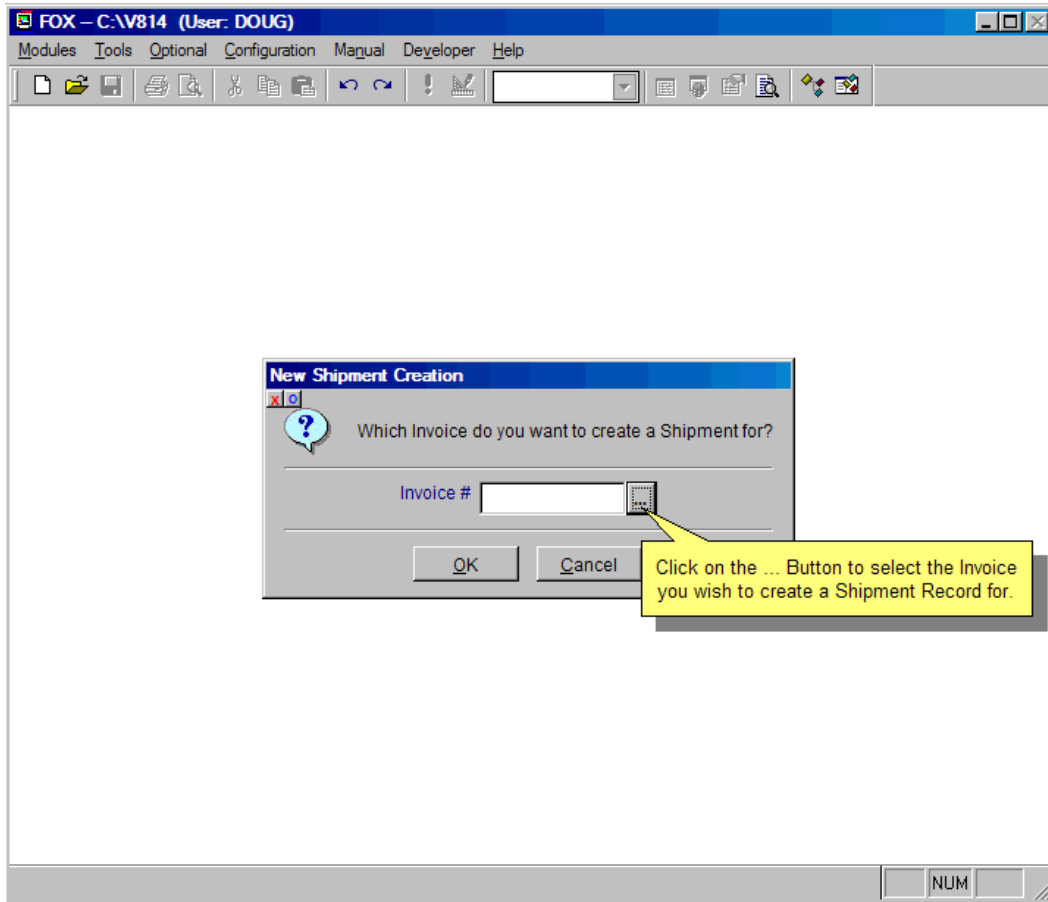 FOX – C:\V814 (User: DOUG)
Modules Tools Optional Configuration Manual Developer Help
New Shipment Creation
X O
?
Which Invoice do you want to create a Shipment for?
Invoice # ...
OK Cancel
Click on the ... Button to select the Invoice
you wish to create a Shipment Record for.
NUM